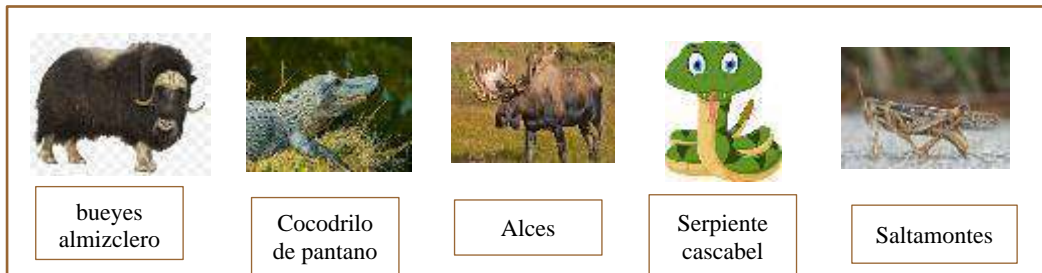 bueyes
almizclero
Cocodrilo
de pantano
Alces
Serpiente
cascabel
Saltamontes